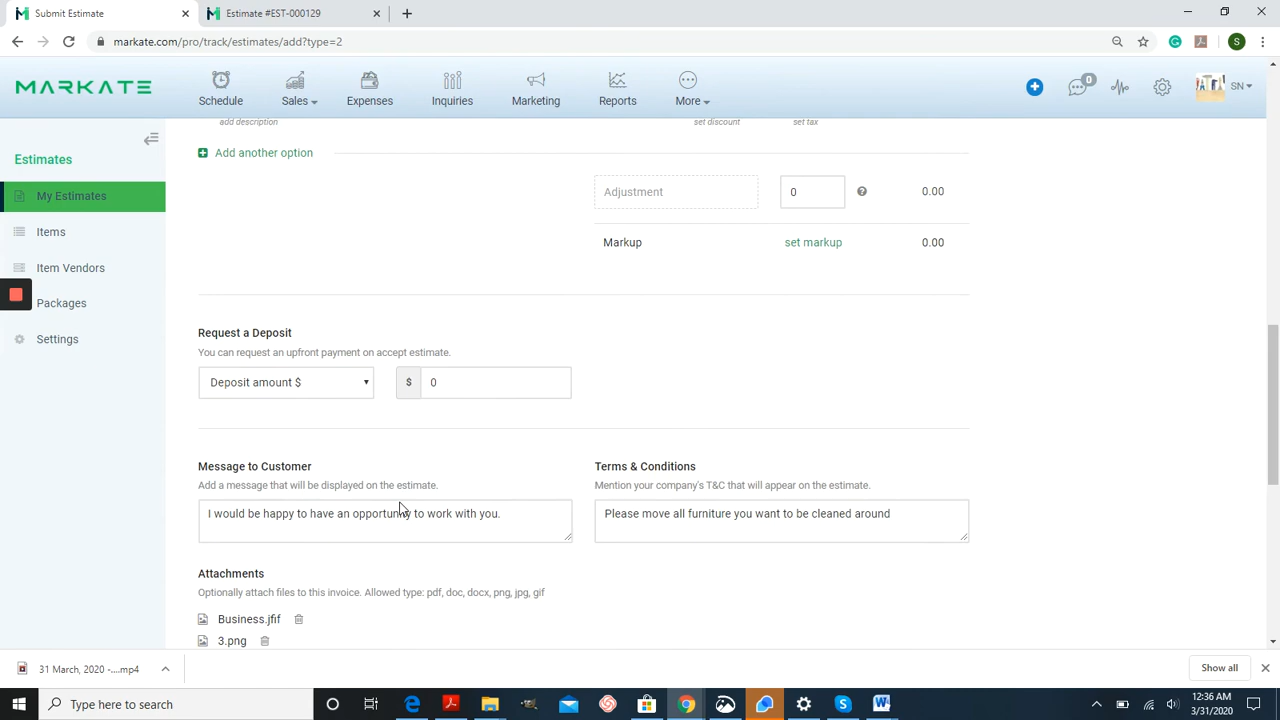 Submit Estimate
Estimate #EST-000129
markate.com/pro/track/estimates/add?type=2
S
MARKATE
Schedule
Sales
Expenses
Inquiries
Marketing
Reports
More
0
SN
add description
set discount
set tax
Estimates
Add another option
My Estimates
Adjustment
0
0.00
Items
Markup
set markup
0.00
Item Vendors
Packages
Settings
Request a Deposit
You can request an upfront payment on accept estimate.
Deposit amount $
$
0
Message to Customer
Add a message that will be displayed on the estimate.
I would be happy to have an opportunity to work with you.
Terms & Conditions
Mention your company's T&C that will appear on the estimate.
Please move all furniture you want to be cleaned around
Attachments
Optionally attach files to this invoice. Allowed type: pdf, doc, docx, png, jpg, gif
Business.jfif
3.png
31 March, 2020 -....mp4
Show all
Type here to search
12:36 AM
3/31/2020